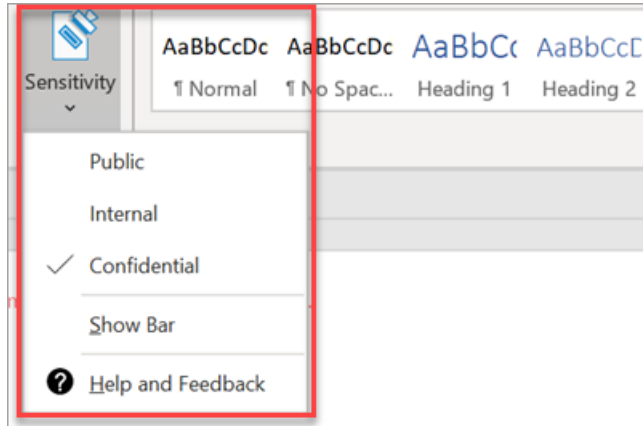 AaBbCcDc AaBbCcDc AaBbCc AaBbCcD
Sensitivity
¶ Normal ¶ No Spac... Heading 1 Heading 2
Public
Internal
Confidential
Show Bar
? Help and Feedback